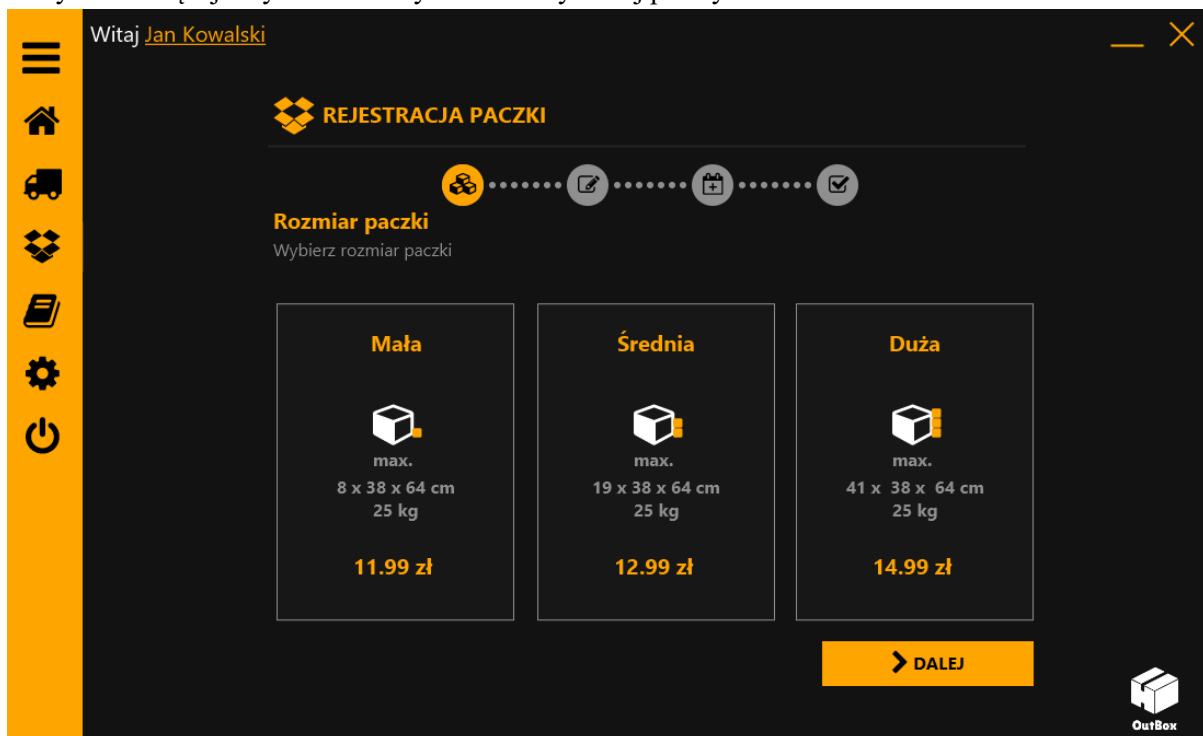 Witaj Jan Kowalski
REJESTRACJA PACZKI
Rozmiar paczki
Wybierz rozmiar paczki
Mała
max.
8 x 38 x 64 cm
25 kg
11.99 zł
Średnia
max.
19 x 38 x 64 cm
25 kg
12.99 zł
Duża
max.
41 x 38 x 64 cm
25 kg
14.99 zł
DALEJ
OutBox